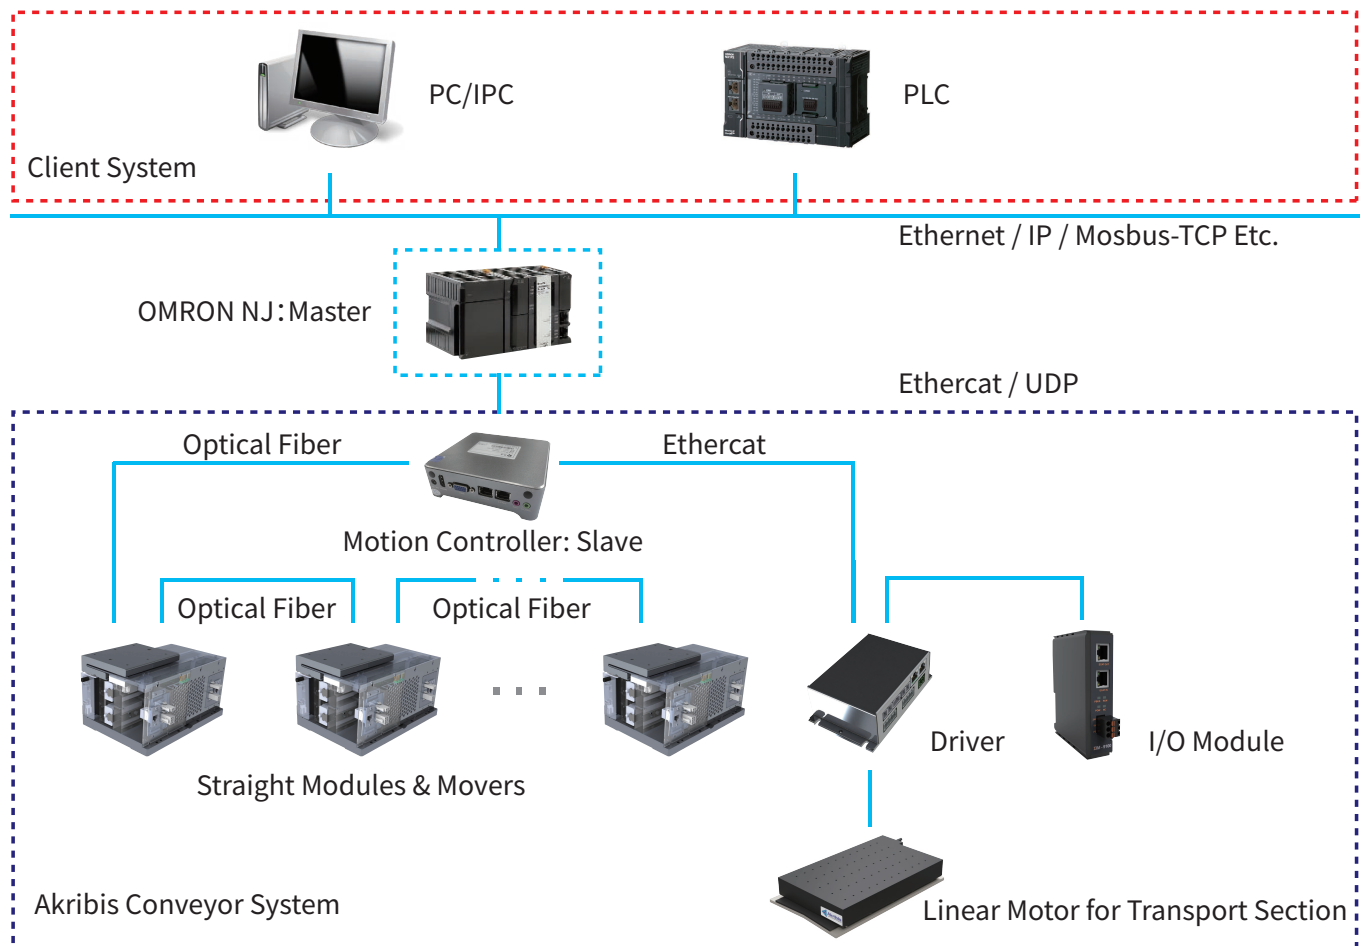 PC/IPC
PLC
Client System
Ethernet / IP / Mosbus-TCP Etc.
OMRON NJ:Master
Ethercat / UDP
Optical Fiber
Ethercat
Motion Controller: Slave
Optical Fiber
Optical Fiber
Driver
I/O Module
Straight Modules & Movers
Akribis Conveyor System
Linear Motor for Transport Section